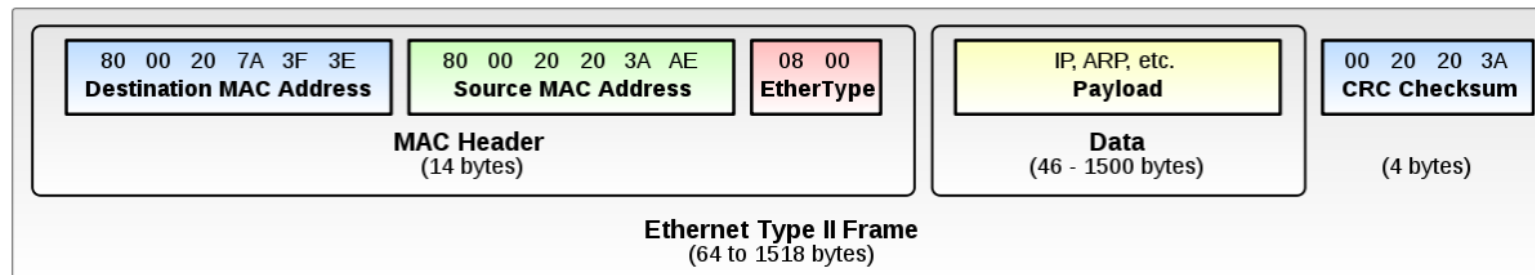 80 00 20 7A 3F 3E
Destination MAC Address
80 00 20 20 3A AE
Source MAC Address
08 00
EtherType
IP, ARP, etc.
Payload
00 20 20 3A
CRC Checksum
MAC Header
(14 bytes)
Data
(46 - 1500 bytes)
(4 bytes)
Ethernet Type II Frame
(64 to 1518 bytes)